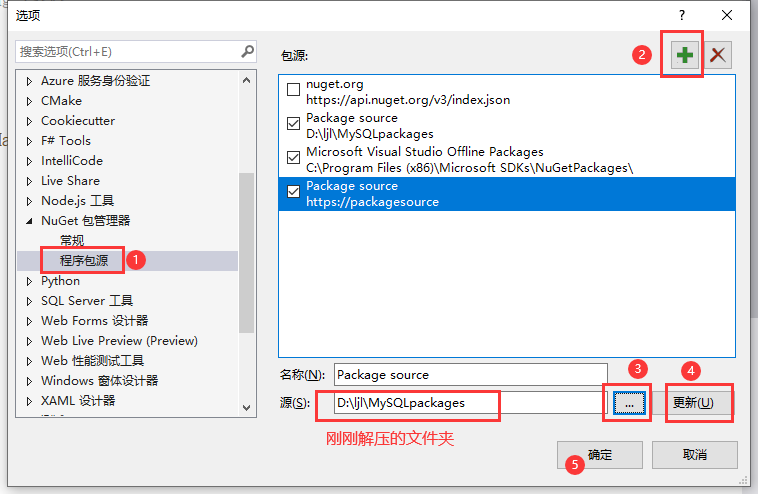 选项
搜索选项(Ctrl+E)
Azure 服务身份验证
CMake
Cookiecutter
F# Tools
IntelliCode
Live Share
Node.js 工具
NuGet 包管理器
常规
程序包源
1
Python
SQL Server 工具
Web Forms 设计器
Web Live Preview (Preview)
Web 性能测试工具
Windows 窗体设计器
XAML 设计器
包源:
2
nuget.org
https://api.nuget.org/v3/index.json
Package source
D:\ljl\MySQLpackages
Microsoft Visual Studio Offline Packages
C:\Program Files (x86)\Microsoft SDKs\NuGetPackages\
Package source
https://packagesource
名称(N):
Package source
3
4
源(S):
D:\ljl\MySQLpackages
...
更新(U)
刚刚解压的文件夹
5
确定
取消